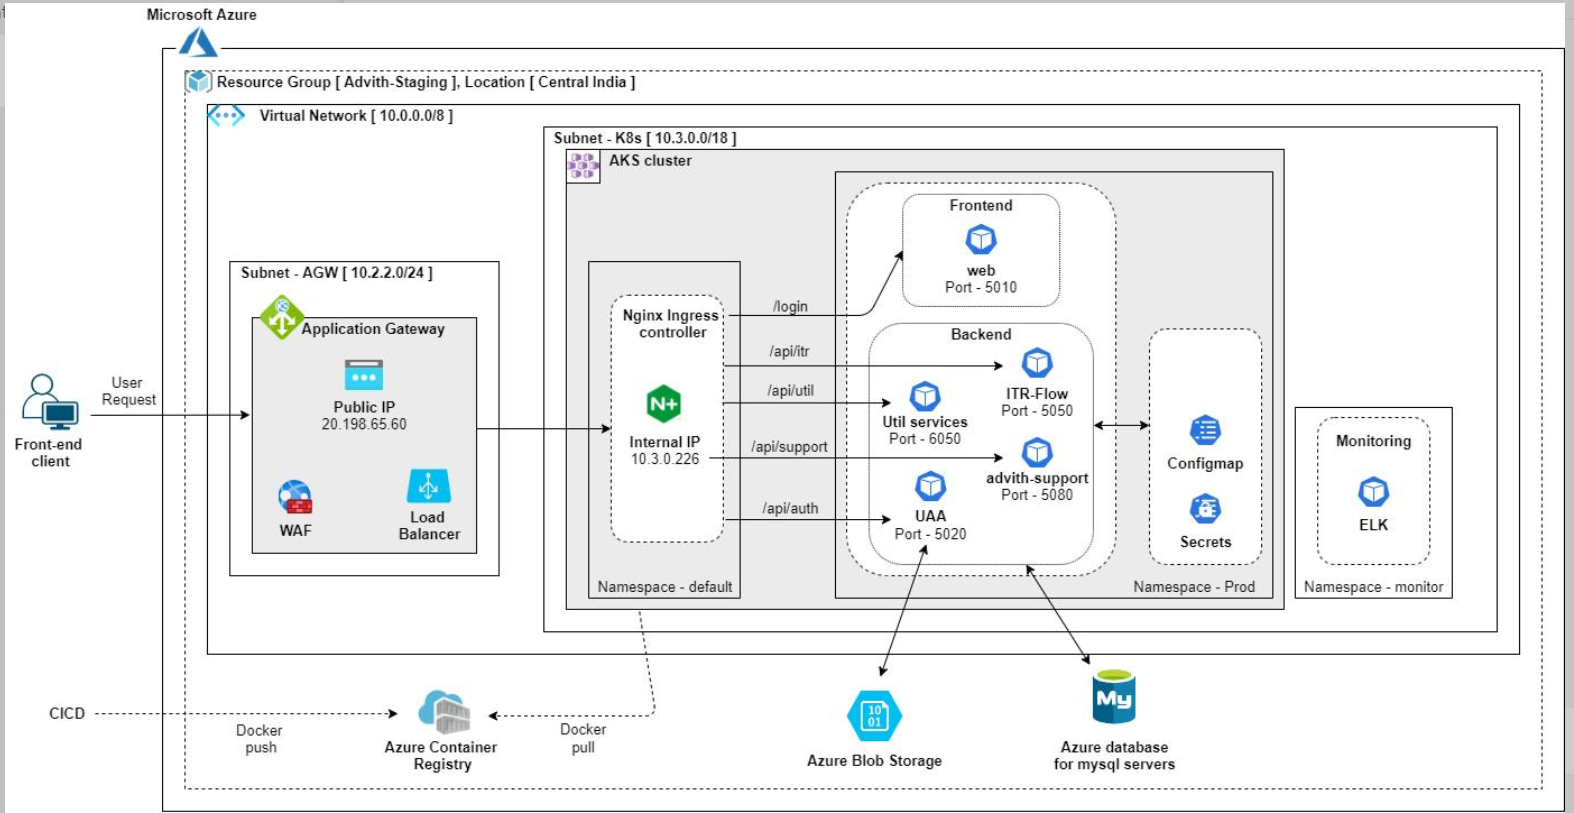 Microsoft Azure
Resource Group [ Advith-Staging ], Location [ Central India ]
Virtual Network [ 10.0.0.0/8 ]
Subnet - K8s [ 10.3.0.0/18 ]
AKS cluster
Subnet - AGW [ 10.2.2.0/24 ]
Application Gateway
Public IP
20.198.65.60
WAF
Load
Balancer
User
Request
Front-end
client
Nginx Ingress
controller
N+
Internal IP
10.3.0.226
Namespace - default
/login
/api/itr
/api/util
/api/support
/api/auth
Frontend
web
Port - 5010
Backend
ITR-Flow
Port - 5050
Util services
Port - 6050
advith-support
Port - 5080
UAA
Port - 5020
Configmap
Secrets
Namespace - Prod
Monitoring
ELK
Namespace - monitor
CICD
Docker
push
Azure Container
Registry
Docker
pull
10
01
Azure Blob Storage
My
Azure database
for mysql servers